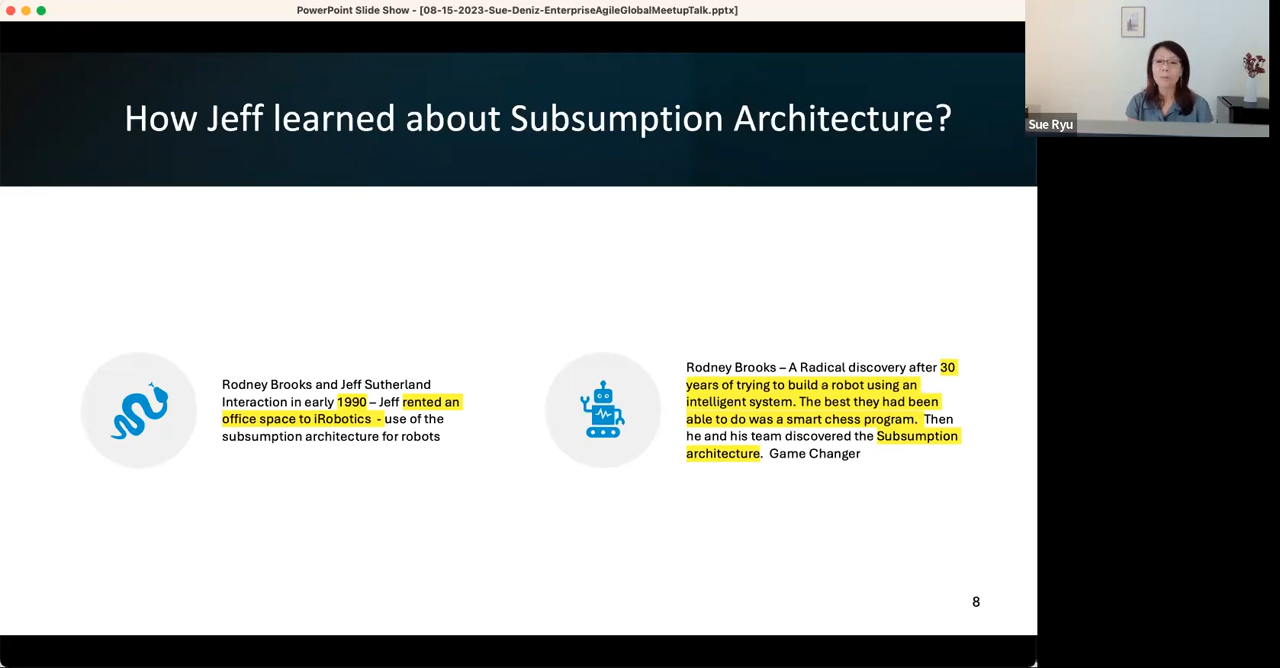 PowerPoint Slide Show - [08-15-2023-Sue-Deniz-EnterpriseAgileGlobalMeetupTalk.pptx]
Sue Ryu
How Jeff learned about Subsumption Architecture?
Rodney Brooks and Jeff Sutherland
Interaction in early 1990 – Jeff rented an
office space to iRobotics - use of the
subsumption architecture for robots
Rodney Brooks – A Radical discovery after 30
years of trying to build a robot using an
intelligent system. The best they had been
able to do was a smart chess program. Then
he and his team discovered the Subsumption
architecture. Game Changer
8